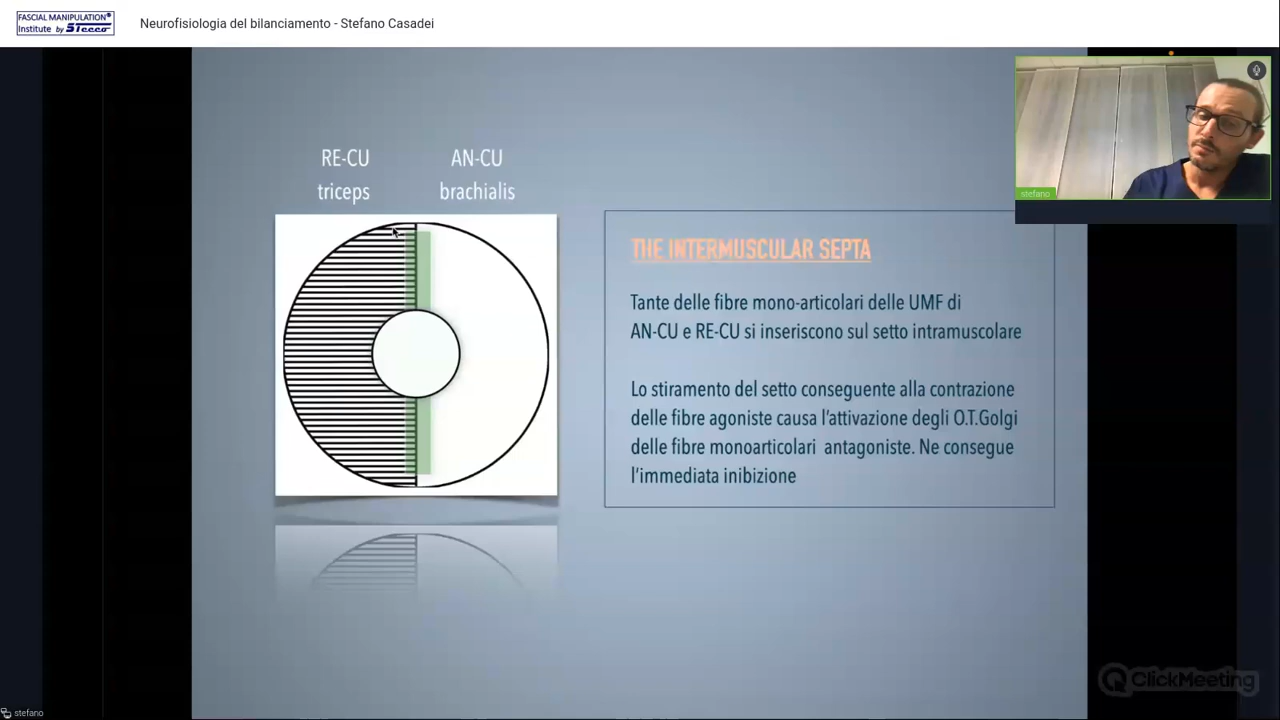 FASCIAL MANIPULATION®
Institute by Stecco
Neurofisiologia del bilanciamento - Stefano Casadei
stefano
RE-CU
triceps
AN-CU
brachialis
THE INTERMUSCULAR SEPTA
Tante delle fibre mono-articolari delle UMF di
AN-CU e RE-CU si inseriscono sul setto intramuscolare
Lo stiramento del setto conseguente alla contrazione
delle fibre agoniste causa l’attivazione degli O.T.Golgi
delle fibre monoarticolari antagoniste. Ne consegue
l’immediata inibizione
ClickMeeting
stefano